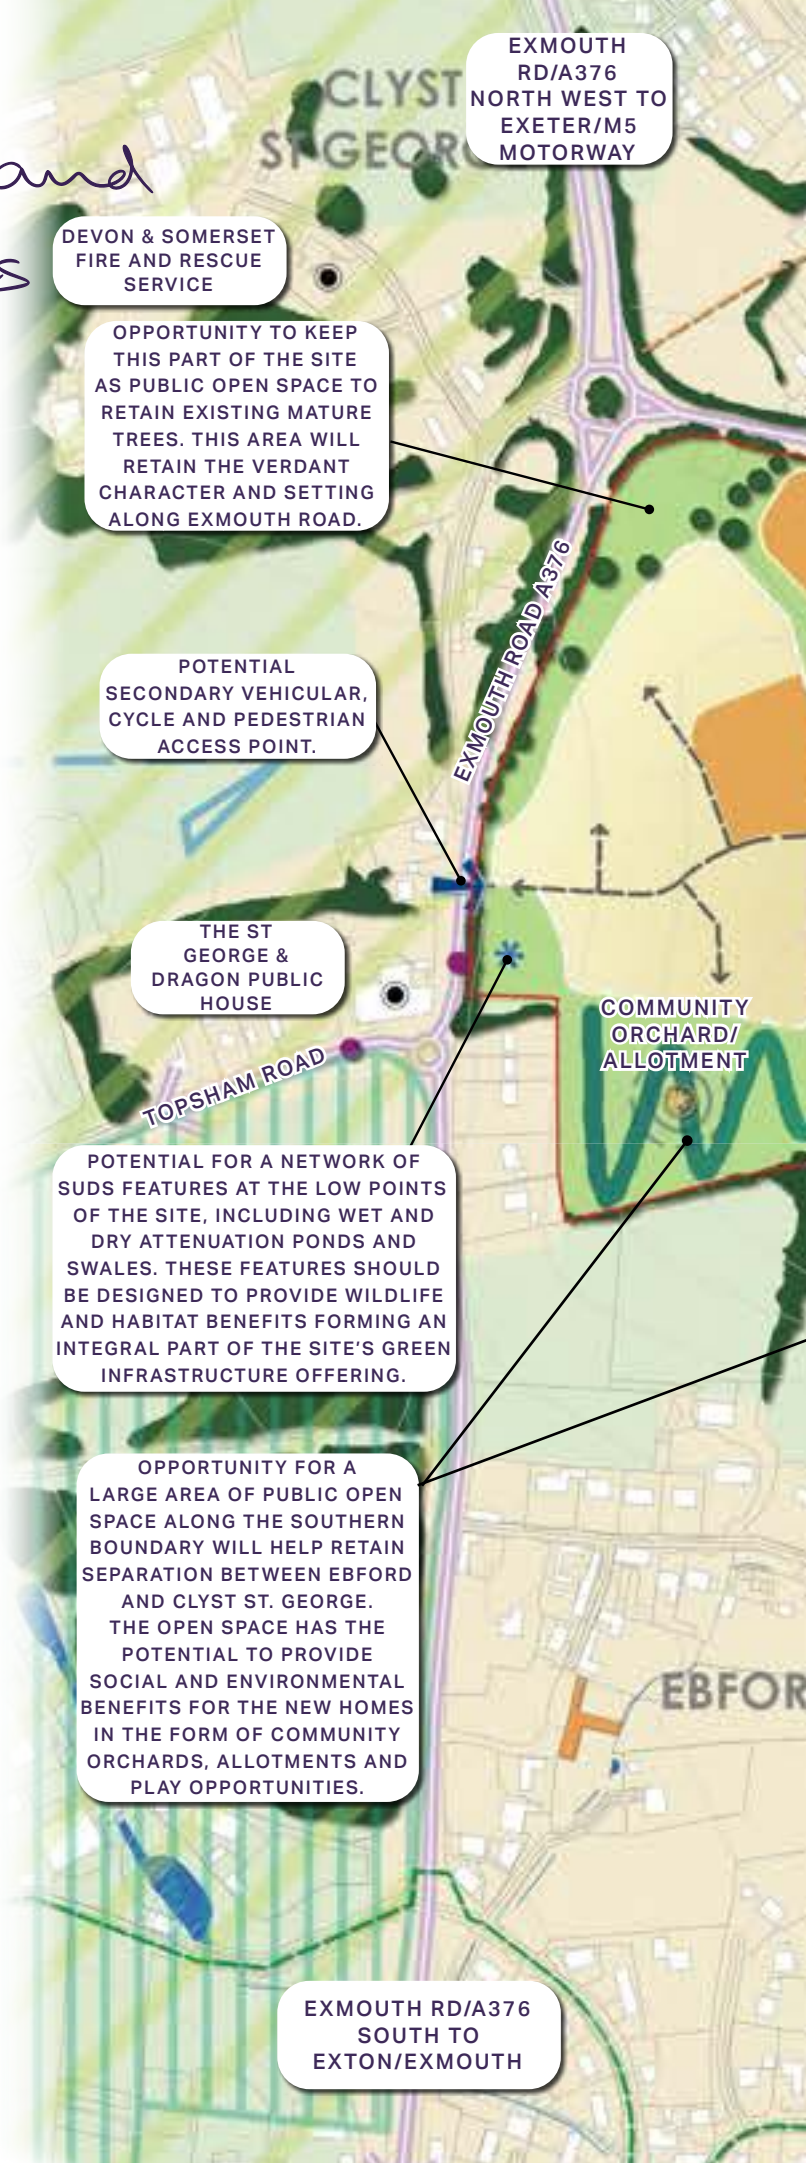 CLYST
ST GEOR
EXMOUTH
RD/A376
NORTH WEST TO
EXETER/M5
MOTORWAY
and
s
DEVON & SOMERSET
FIRE AND RESCUE
SERVICE
OPPORTUNITY TO KEEP
THIS PART OF THE SITE
AS PUBLIC OPEN SPACE TO
RETAIN EXISTING MATURE
TREES. THIS AREA WILL
RETAIN THE VERDANT
CHARACTER AND SETTING
ALONG EXMOUTH ROAD.
EXMOUTH ROAD A376
POTENTIAL
SECONDARY VEHICULAR,
CYCLE AND PEDESTRIAN
ACCESS POINT.
THE ST
GEORGE &
DRAGON PUBLIC
HOUSE
COMMUNITY
ORCHARD/
ALLOTMENT
TOPSHAM ROAD
POTENTIAL FOR A NETWORK OF
SUDS FEATURES AT THE LOW POINTS
OF THE SITE, INCLUDING WET AND
DRY ATTENUATION PONDS AND
SWALES. THESE FEATURES SHOULD
BE DESIGNED TO PROVIDE WILDLIFE
AND HABITAT BENEFITS FORMING AN
INTEGRAL PART OF THE SITE'S GREEN
INFRASTRUCTURE OFFERING.
OPPORTUNITY FOR A
LARGE AREA OF PUBLIC OPEN
SPACE ALONG THE SOUTHERN
BOUNDARY WILL HELP RETAIN
SEPARATION BETWEEN EBFORD
AND CLYST ST. GEORGE.
THE OPEN SPACE HAS THE
POTENTIAL TO PROVIDE
SOCIAL AND ENVIRONMENTAL
BENEFITS FOR THE NEW HOMES
IN THE FORM OF COMMUNITY
ORCHARDS, ALLOTMENTS AND
PLAY OPPORTUNITIES.
EBFOR
EXMOUTH RD/A376
SOUTH TO
EXTON/EXMOUTH